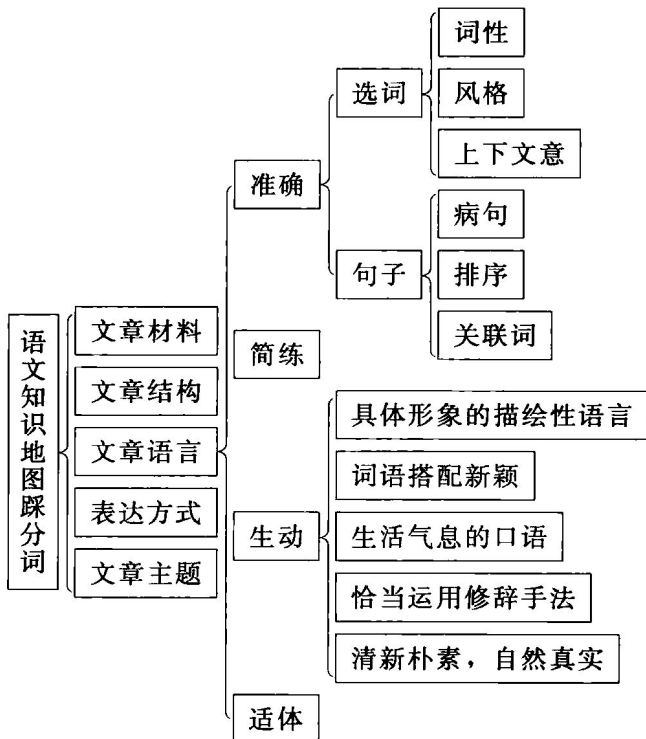 语文知识地图踩分词
文章材料
文章结构
文章语言
表达方式
文章主题
准确
简练
生动
适体
选词
句子
词性
风格
上下文意
病句
排序
关联词
具体形象的描绘性语言
词语搭配新颖
生活气息的口语
恰当运用修辞手法
清新朴素，自然真实